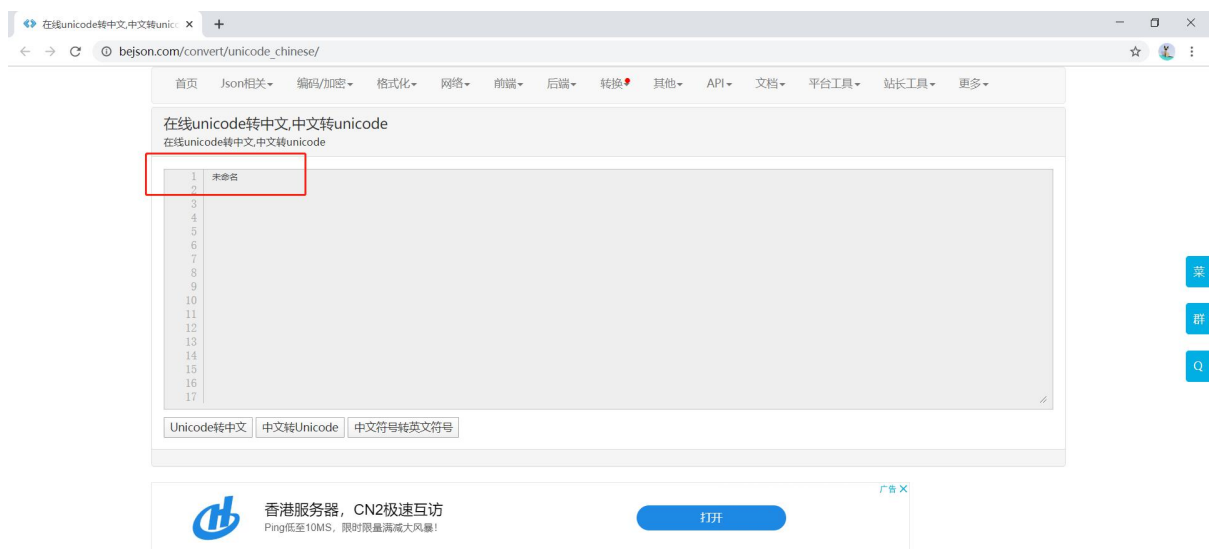 在线unicode转中文,中文转unic
bejson.com/convert/unicode_chinese/
首页 Json相关 编码/加密 格式化 网络 前端 后端 转换 其他 API 文档 平台工具 站长工具 更多
在线unicode转中文,中文转unicode
在线unicode转中文,中文转unicode
1 未命名
2
3
4
5
6
7
8
9
10
11
12
13
14
15
16
17
菜
群
Q
Unicode转中文 中文转Unicode 中文符号转英文符号
广告
香港服务器，CN2极速互访
Ping低至10MS，限时限量满减大风暴!
打开